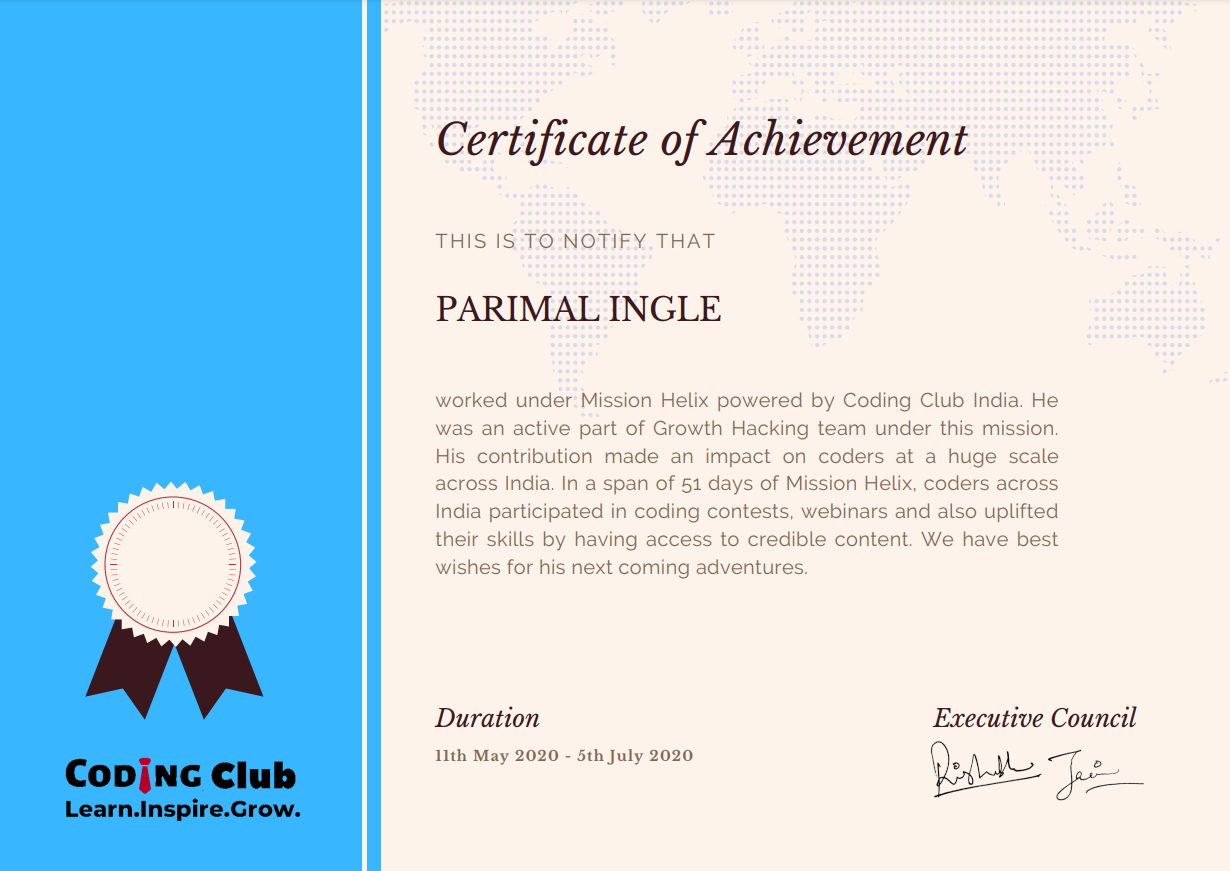 Certificate of Achievement
THIS IS TO NOTIFY THAT
PARIMAL INGLE
worked under Mission Helix powered by Coding Club India. He
was an active part of Growth Hacking team under this mission.
His contribution made an impact on coders at a huge scale
across India. In a span of 51 days of Mission Helix, coders across
India participated in coding contests, webinars and also uplifted
their skills by having access to credible content. We have best
wishes for his next coming adventures.
Duration
11th May 2020 - 5th July 2020
Executive Council
Rishabh Jain
CODING Club
Learn.Inspire.Grow.